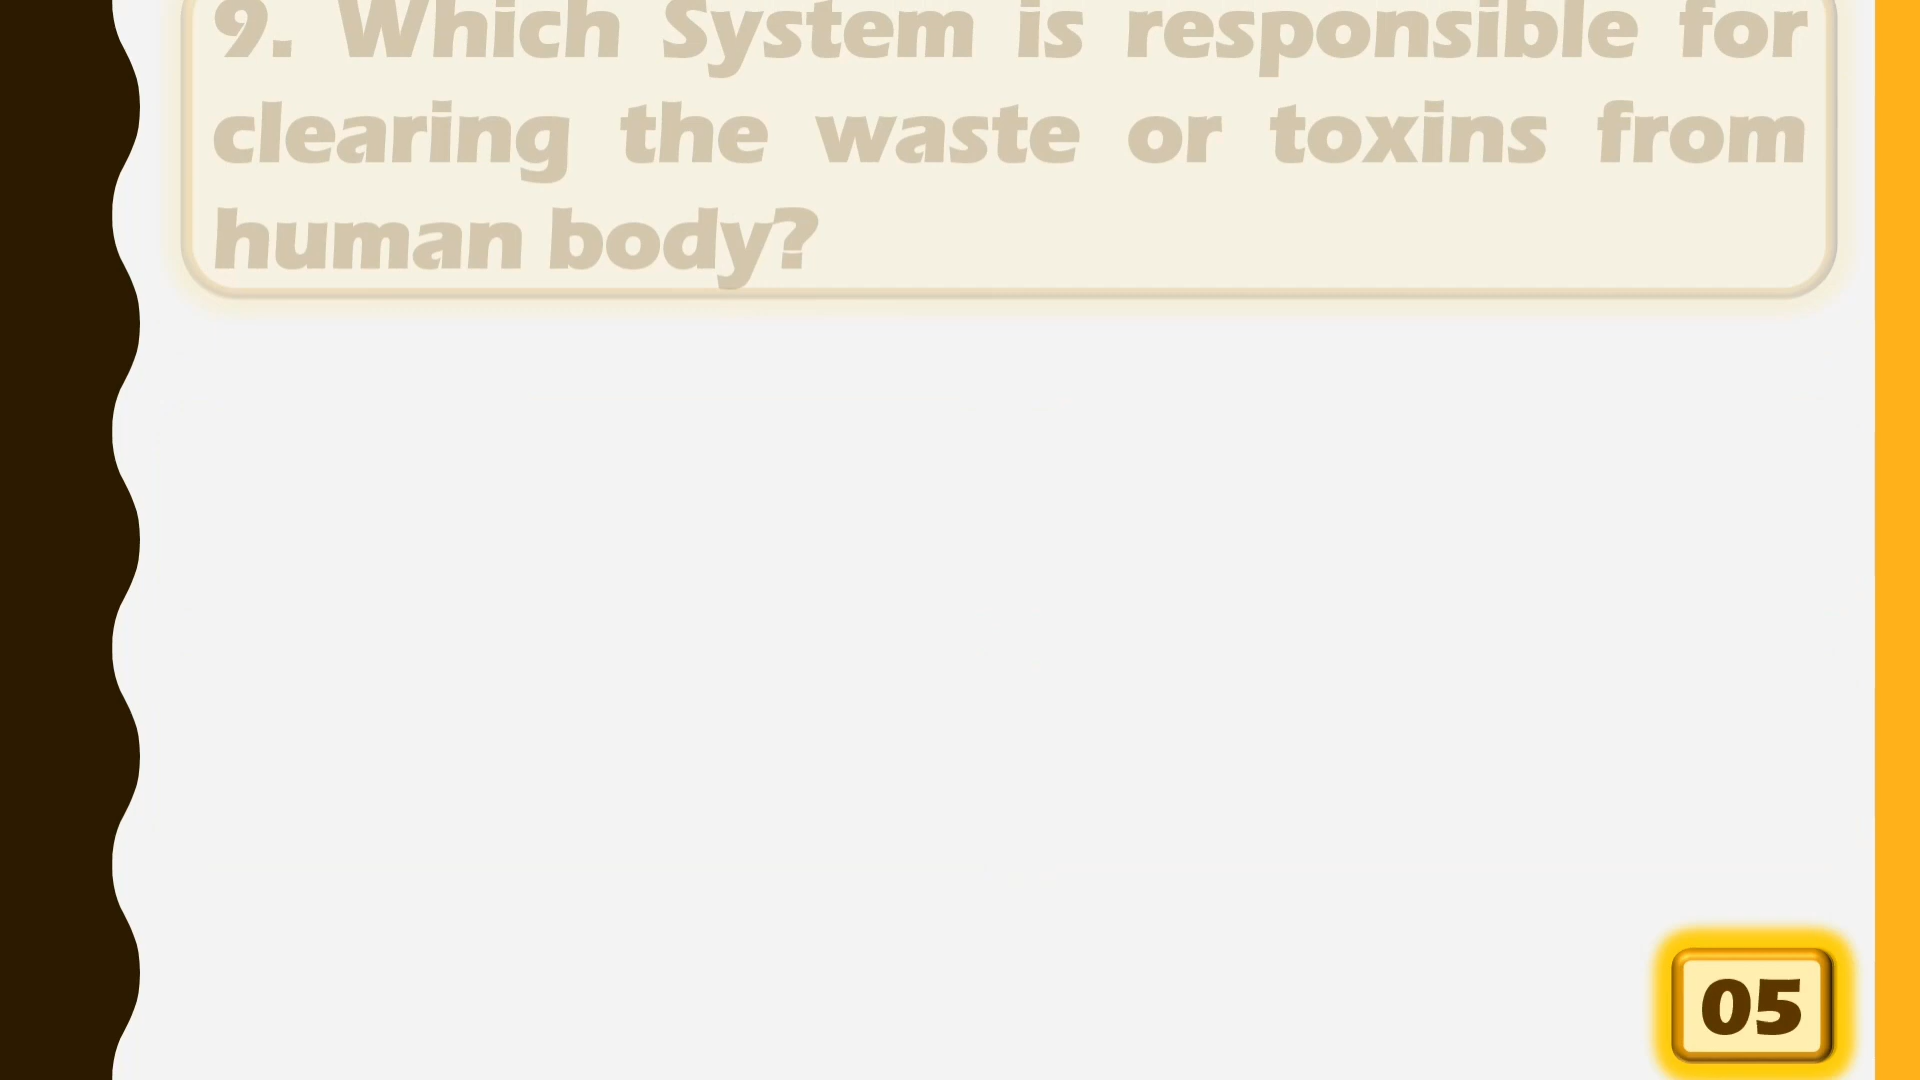 9. Which System is responsible for
clearing the waste or toxins from
human body?
05